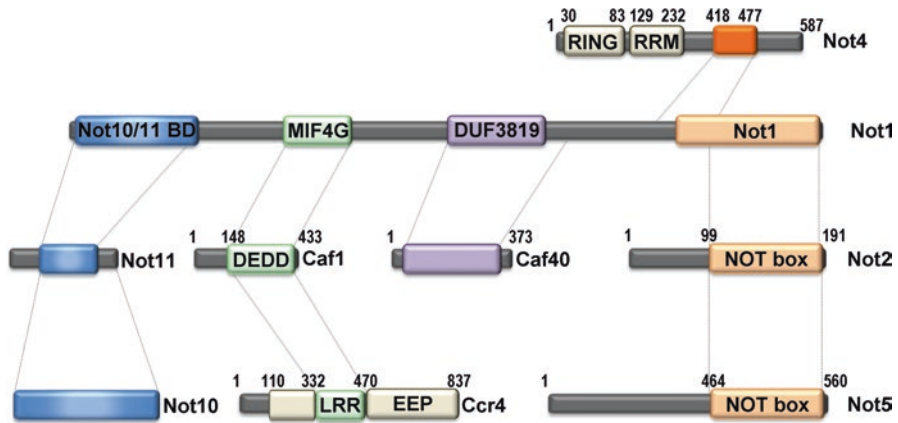 1 30 83 129 232 418 477 587
RING RRM Not4
Not10/11 BD MIF4G DUF3819 Not1 Not1
1 148 433 1 373 1 99 191
Not11 DEDD Caf1 Caf40 NOT box Not2
1 110 332 470 837 1 464 560
Not10 LRR EEP Ccr4 NOT box Not5